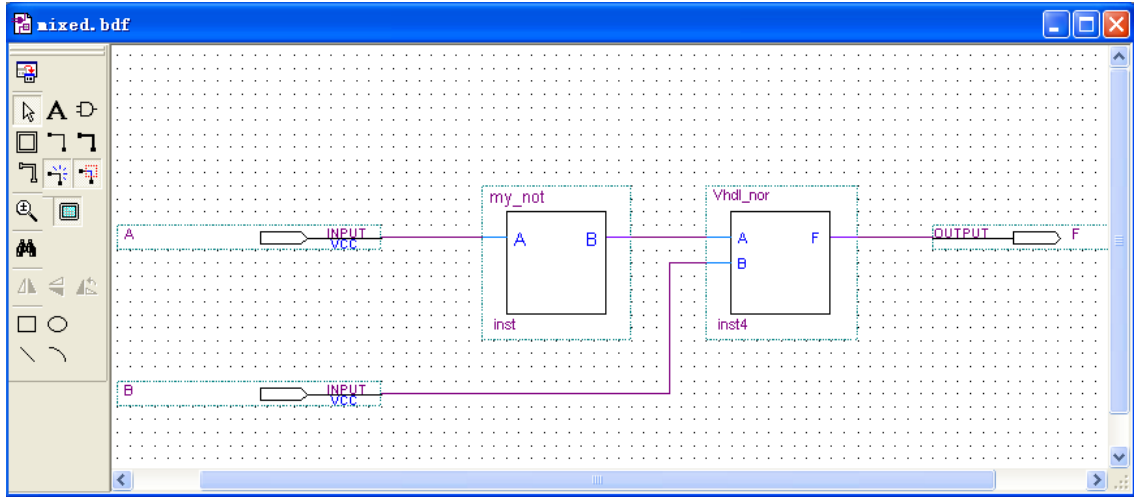 mixed.bdf
A
my_not
Vhdl_nor
A
INPUT
VCC
A B
A F
B
OUTPUT F
inst
inst4
B
INPUT
VCC